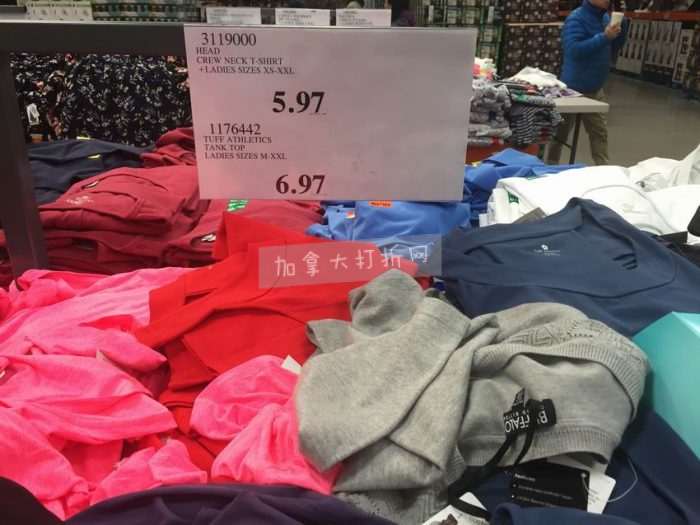 3119000
HEAD
CREW NECK T-SHIRT
+LADIES SIZES XS-XXL
5.97
1176442
TUFF ATHLETICS
TANK TOP
LADIES SIZES M-XXL
6.97
加拿大打折
BUFFALO